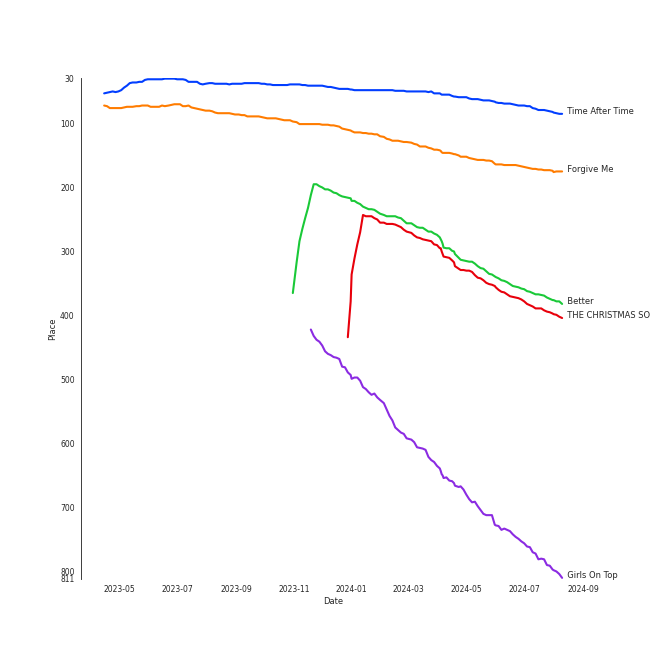 30
100
200
300
400
500
600
700
800
811
Place
2023-05
2023-07
2023-09
2023-11
2024-01
2024-03
2024-05
2024-07
2024-09
Date
Time After Time
Forgive Me
Better
THE CHRISTMAS SO
Girls On Top